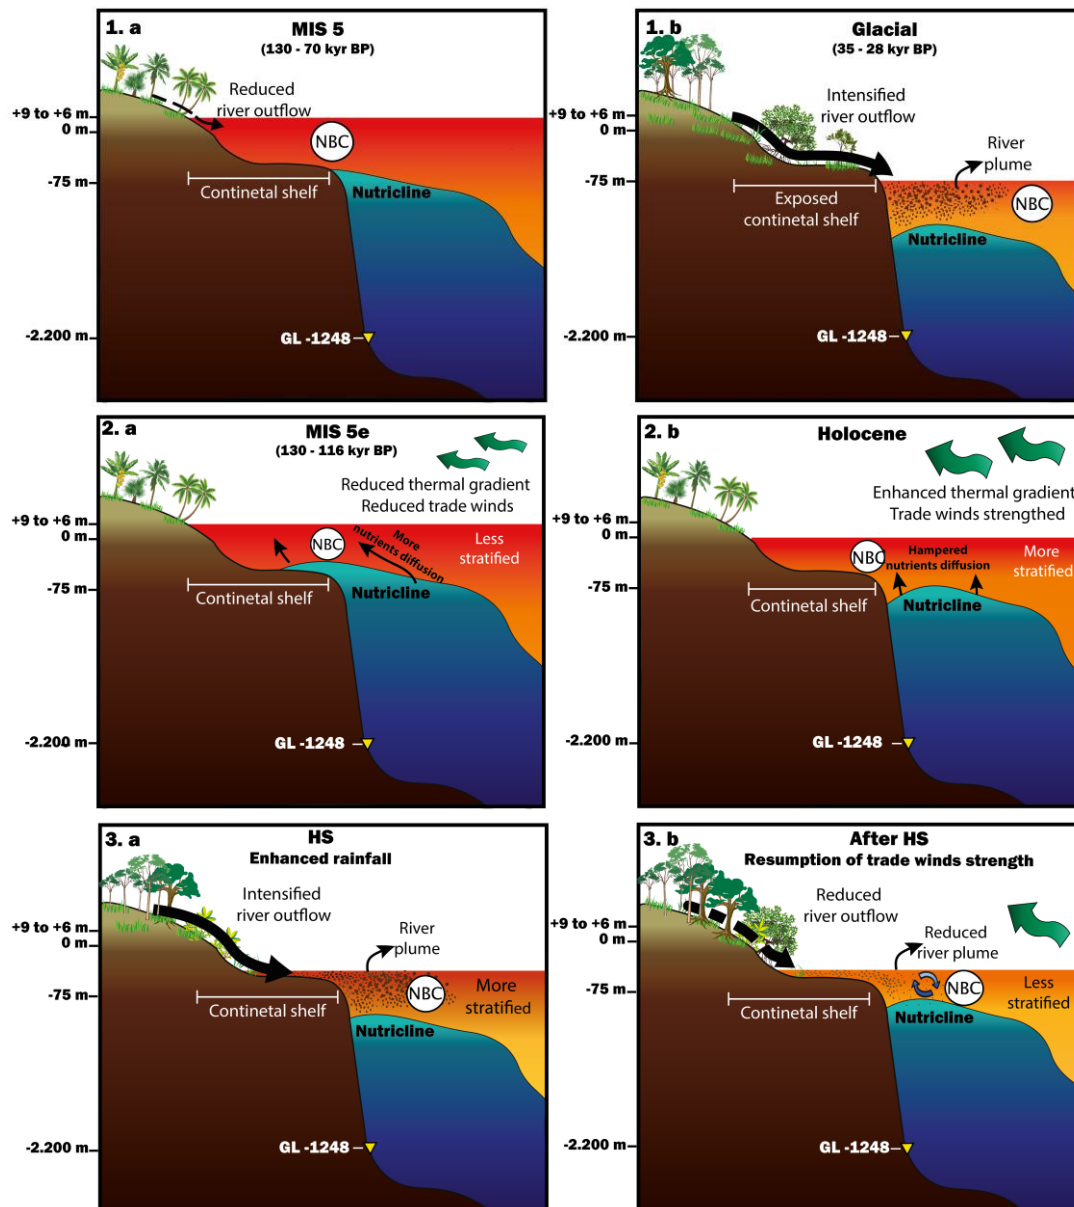 1. a
MIS 5
(130 - 70 kyr BP)
Reduced
river outflow
+9 to +6 m
0 m
-75 m
-2.200 m
NBC
Continetal shelf
Nutricline
GL -1248
1. b
Glacial
(35 - 28 kyr BP)
Intensified
river outflow
River
plume
+9 to +6 m
0 m
-75 m
-2.200 m
NBC
Exposed
continetal shelf
Nutricline
GL -1248
2. a
MIS 5e
(130 - 116 kyr BP)
Reduced thermal gradient
Reduced trade winds
+9 to +6 m
0 m
-75 m
-2.200 m
NBC
More
nutrients diffusion
Less
stratified
Continetal shelf
Nutricline
GL -1248
2. b
Holocene
Enhanced thermal gradient
Trade winds strengthed
+9 to +6 m
0 m
-75 m
-2.200 m
NBC
Hampered
nutrients diffusion
More
stratified
Continetal shelf
Nutricline
GL -1248
3. a
HS
Enhanced rainfall
Intensified
river outflow
River
plume
+9 to +6 m
0 m
-75 m
-2.200 m
NBC
More
stratified
Continetal shelf
Nutricline
GL -1248
3. b
After HS
Resumption of trade winds strength
Reduced
river outflow
Reduced
river plume
+9 to +6 m
0 m
-75 m
-2.200 m
NBC
Less
stratified
Continetal shelf
Nutricline
GL -1248